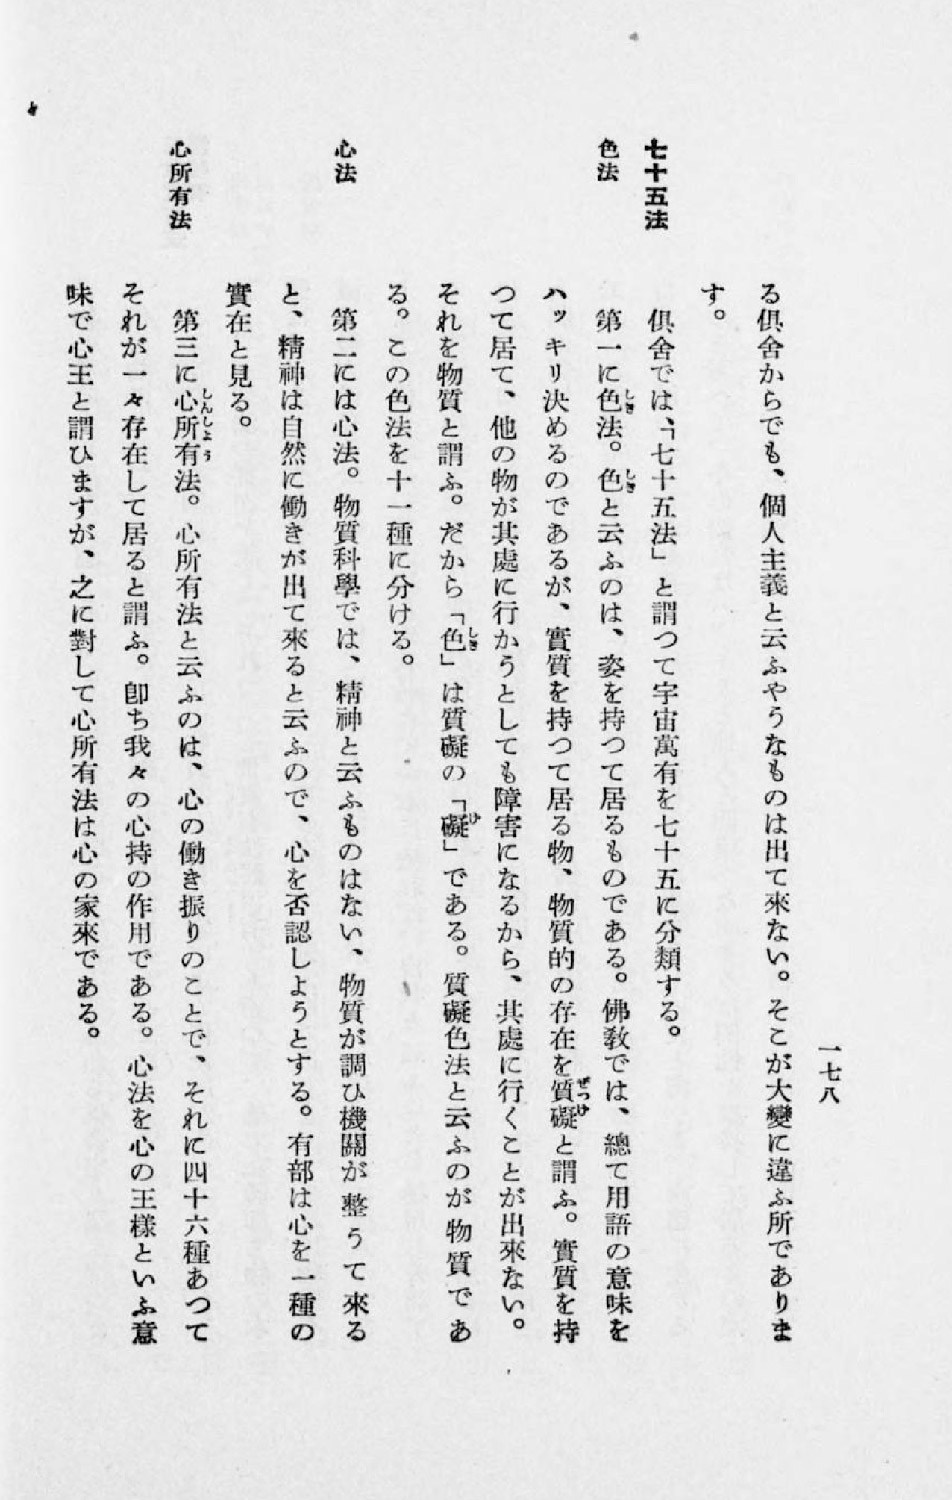 一七八
る俱舍からでも、個人主義と云ふやうなものは出て來ない。そこが大變に違ふ所でありま
す。
七十五法
俱舍では、「七十五法」と謂つて宇宙萬有を七十五に分類する。
色法
第一に色法。色と云ふのは、姿を持つて居るものである。佛敎では、總て用語の意味を
ハッキリ決めるのであるが、實質を持つて居る物、物質的の存在を質礙と謂ふ。實質を持
つて居て、他の物が其處に行かうとしても障害になるから、其處に行くことが出來ない。
それを物質と謂ふ。だから「色」は質礙の「礙」である。質礙色法と云ふのが物質であ
る。この色法を十一種に分ける。
心法
第二には心法。物質科學では、精神と云ふものはない、物質が調ひ機關が整うて來る
と、精神は自然に働きが出て來ると云ふので、心を否認しようとする。有部は心を一種の
實在と見る。
心所有法
第三に心所有法。心所有法と云ふのは、心の働き振りのことで、それに四十六種あつて
それが一々存在して居ると謂ふ。卽ち我々の心持の作用である。心法を心の王樣といふ意
味で心王と謂ひますが、之に對して心所有法は心の家來である。